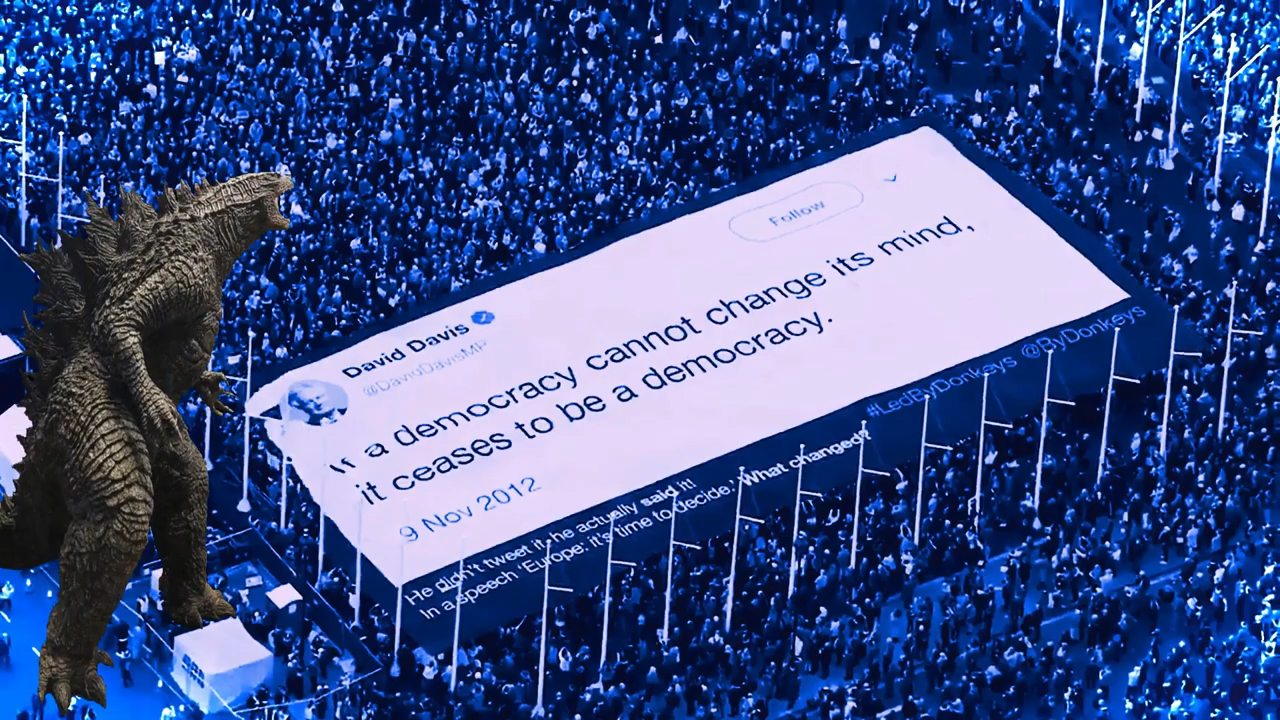 Follow
David Davis
@DavidDavisMP
If a democracy cannot change its mind,
it ceases to be a democracy.
9 Nov 2012
He didn't tweet it, he actually said it!
In a speech 'Europe: it's time to decide.' What changed?
#LedByDonkeys @ByDonkeys